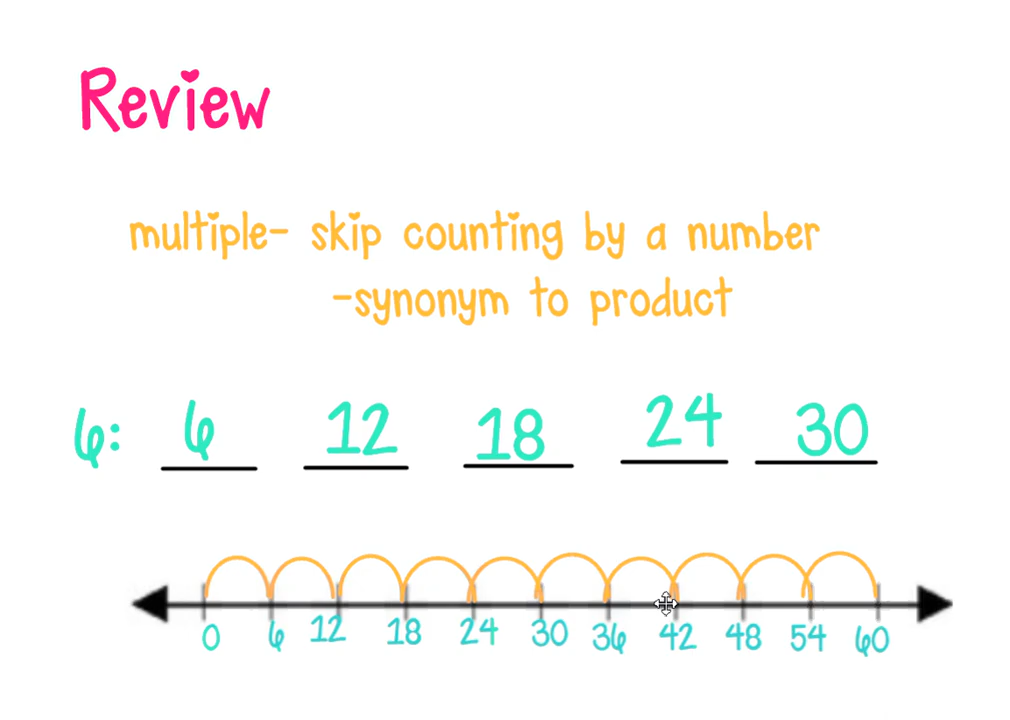 Review
multiple- skip counting by a number
-synonym to product
6: 6 12 18 24 30
0 6 12 18 24 30 36 42 48 54 60